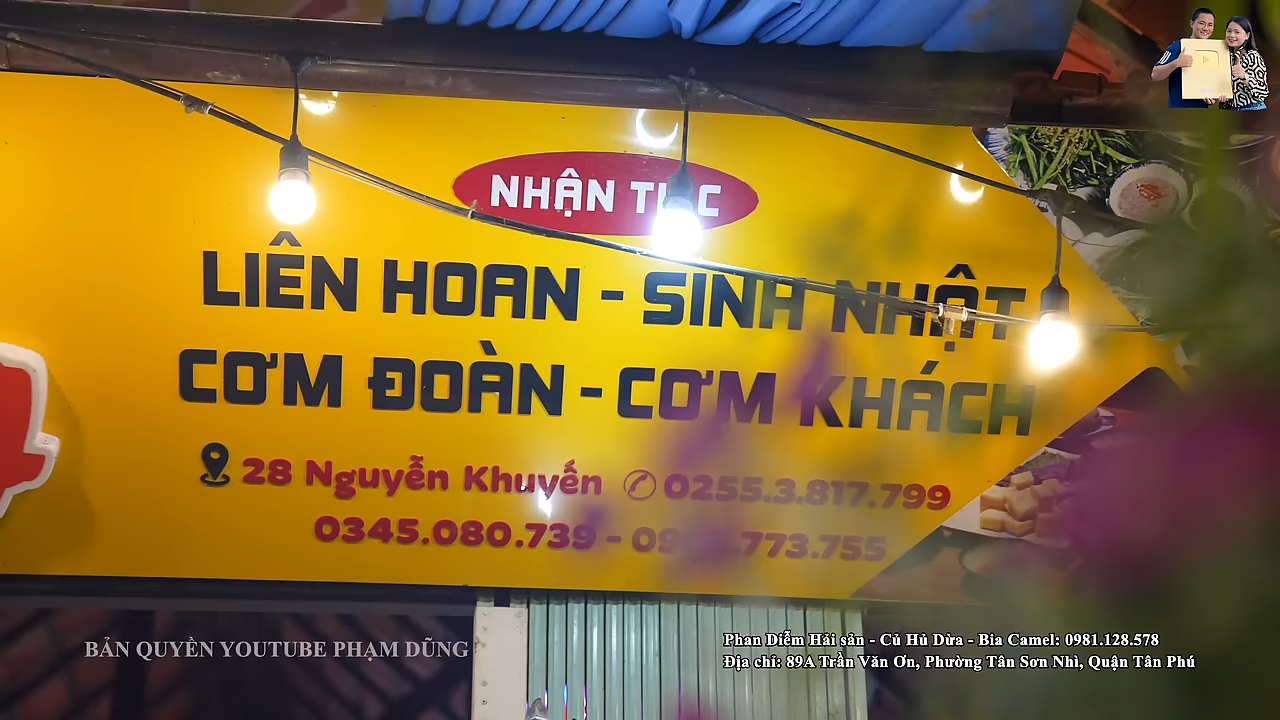 NHẬN
LIÊN HOAN - SINH NHẬT
CƠM ĐOÀN - CƠM KHÁCH
28 Nguyễn Khuyến 0255.3.817.799
0345.080.739 -
BẢN QUYỀN YOUTUBE PHẠM DŨNG
Phan Diễm Hải sản - Củ Hủ Dừa - Bia Camel: 0981.128.578
Địa chỉ: 89A Trần Văn Ơn, Phường Tân Sơn Nhì, Quận Tân Phú